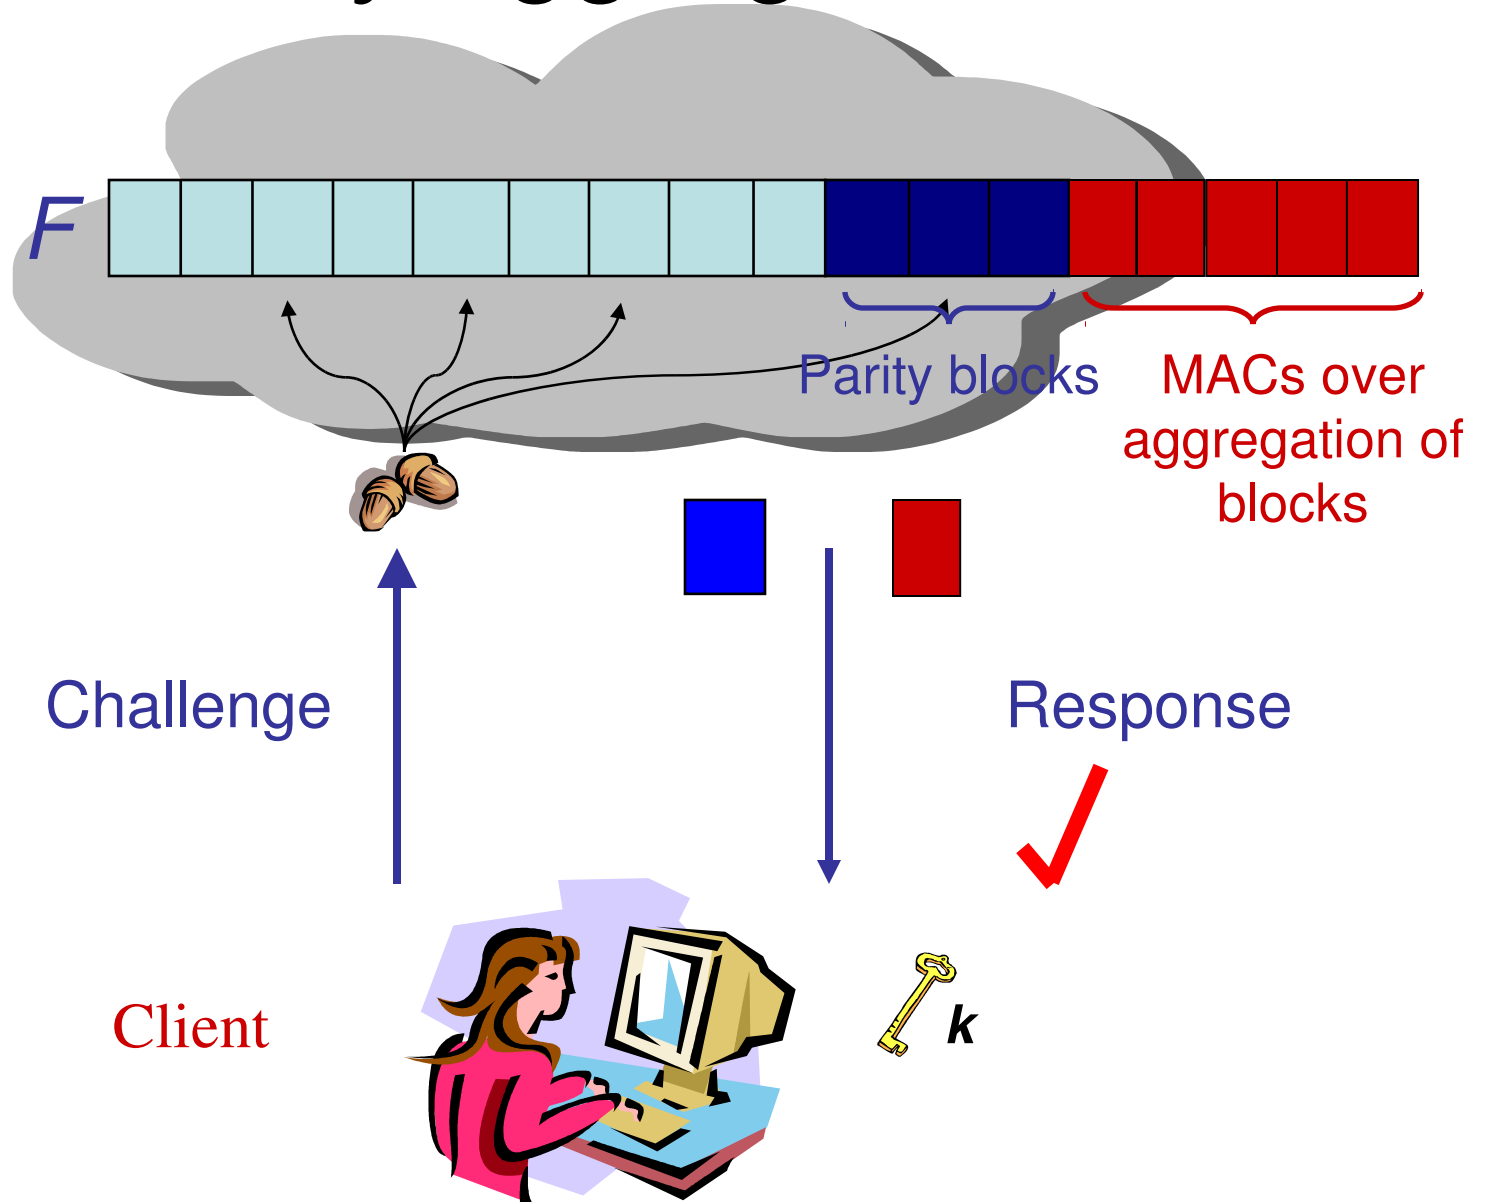 F
Parity blocks
MACs over
aggregation of
blocks
Challenge
Response
Client
k